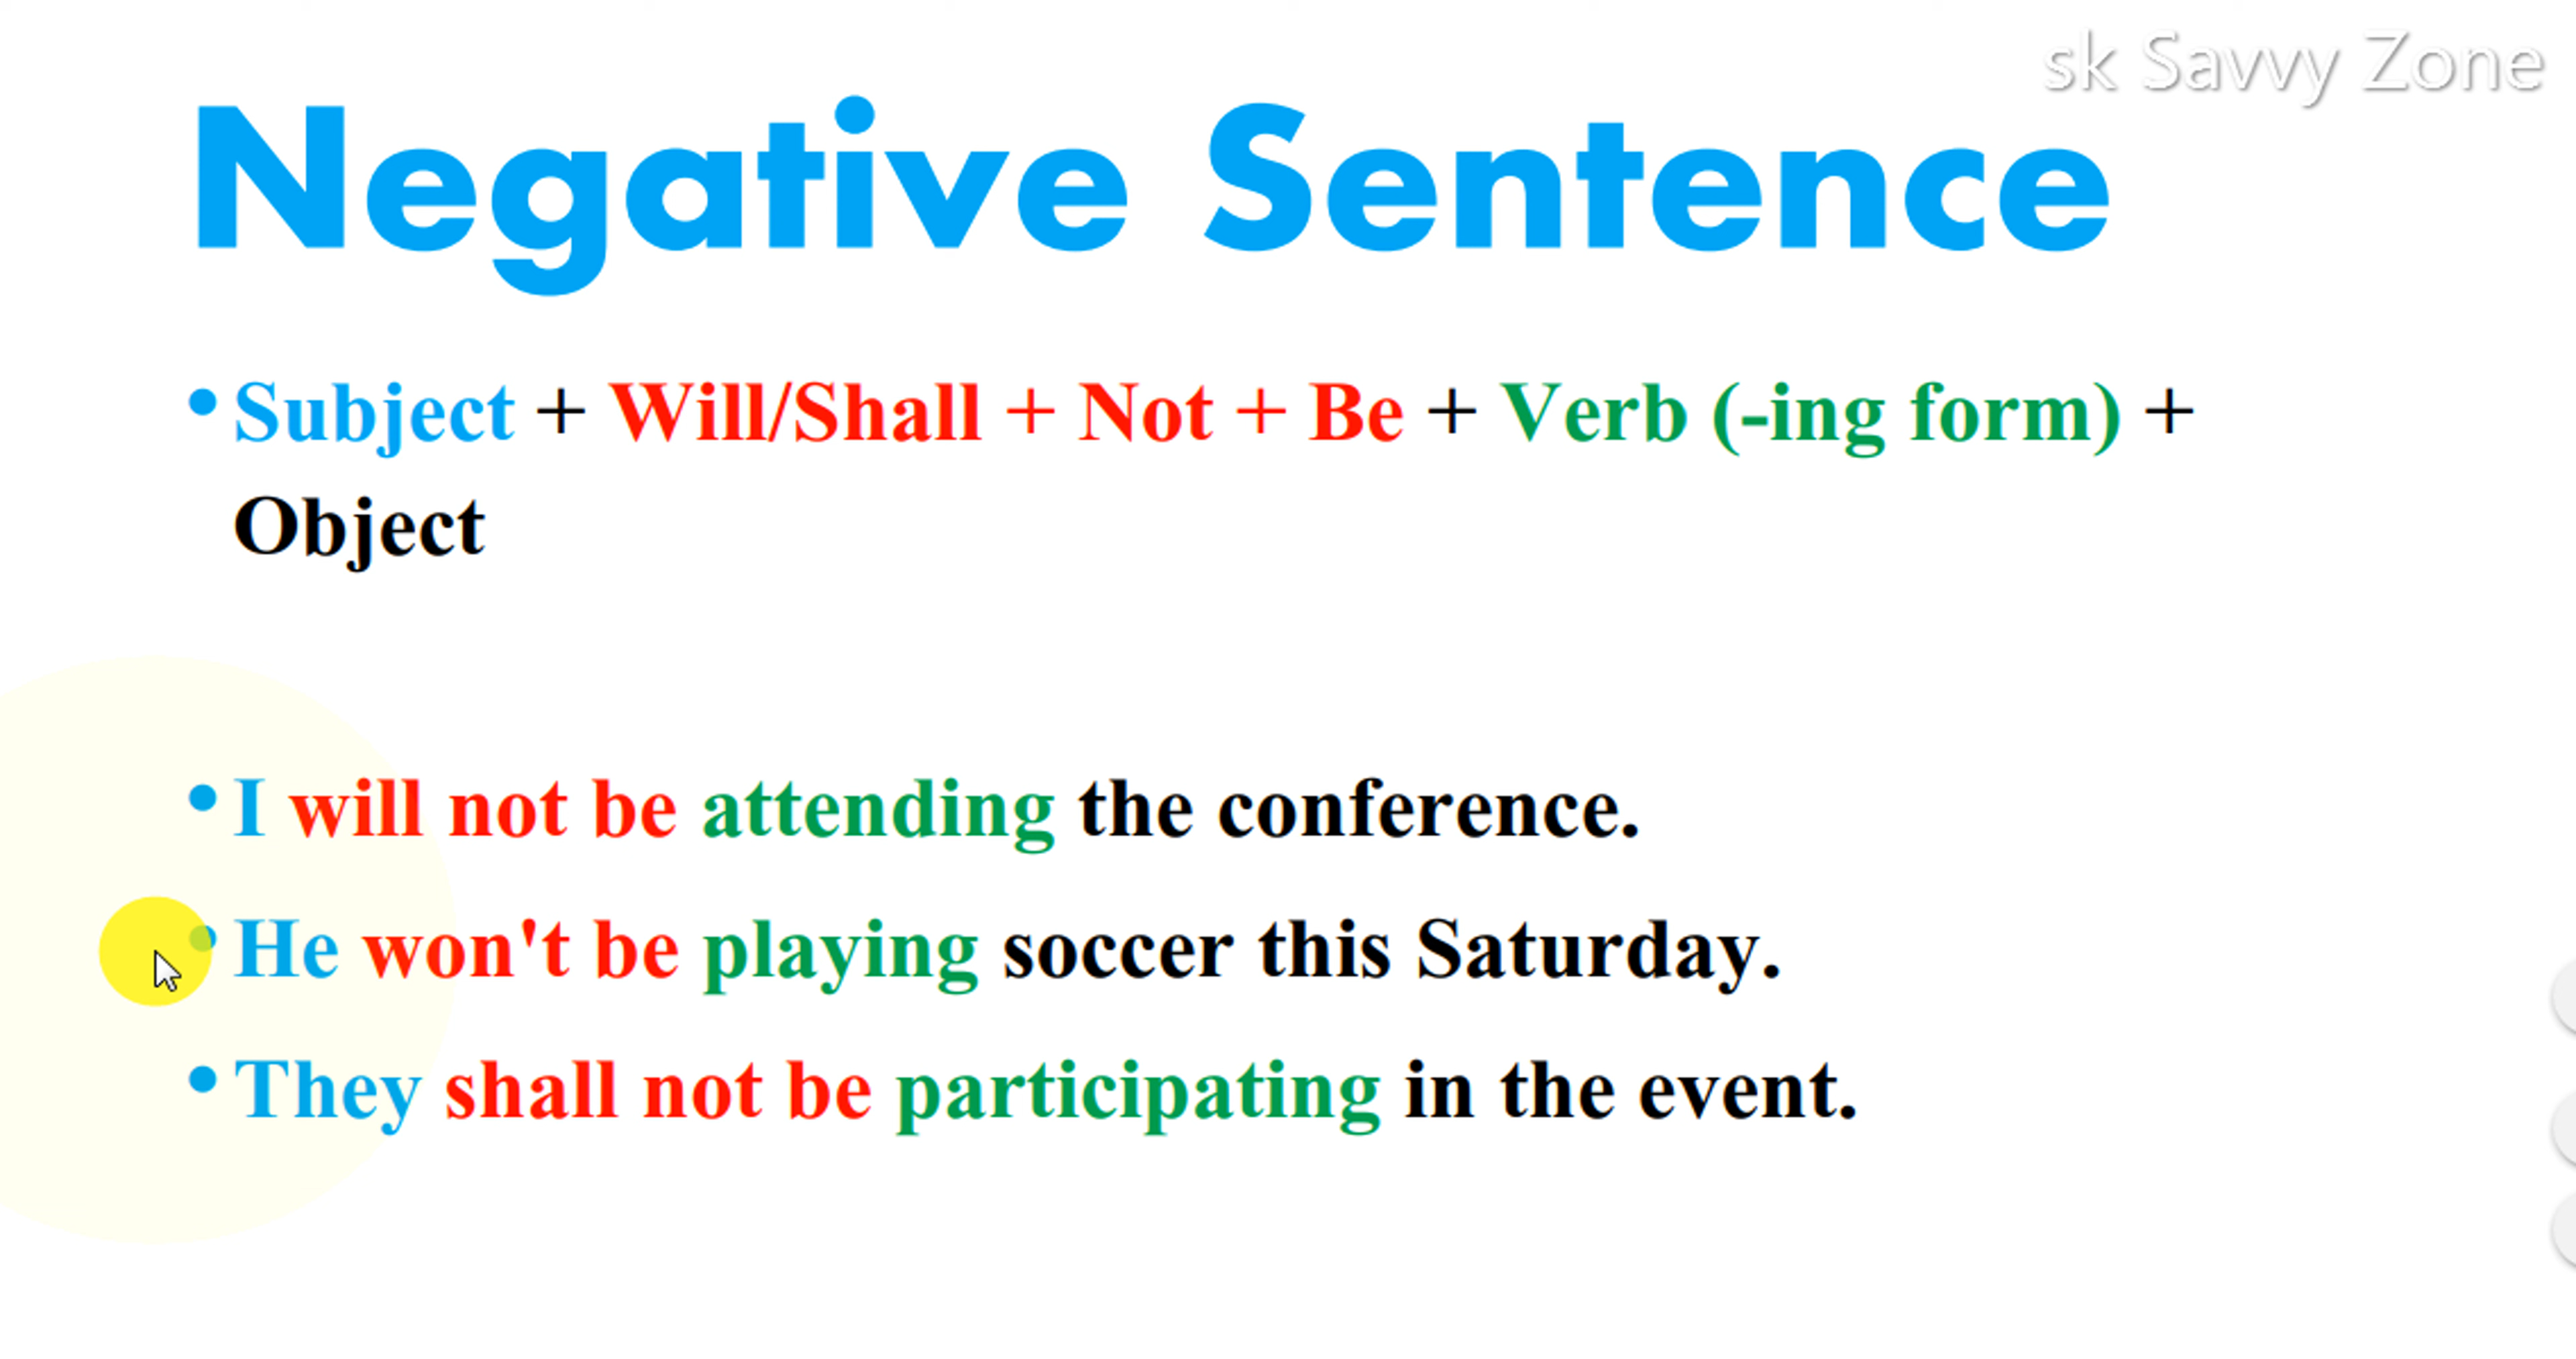 sk Savvy Zone
Negative Sentence
• Subject + Will/Shall + Not + Be + Verb (-ing form) +
Object
• I will not be attending the conference.
• He won't be playing soccer this Saturday.
• They shall not be participating in the event.